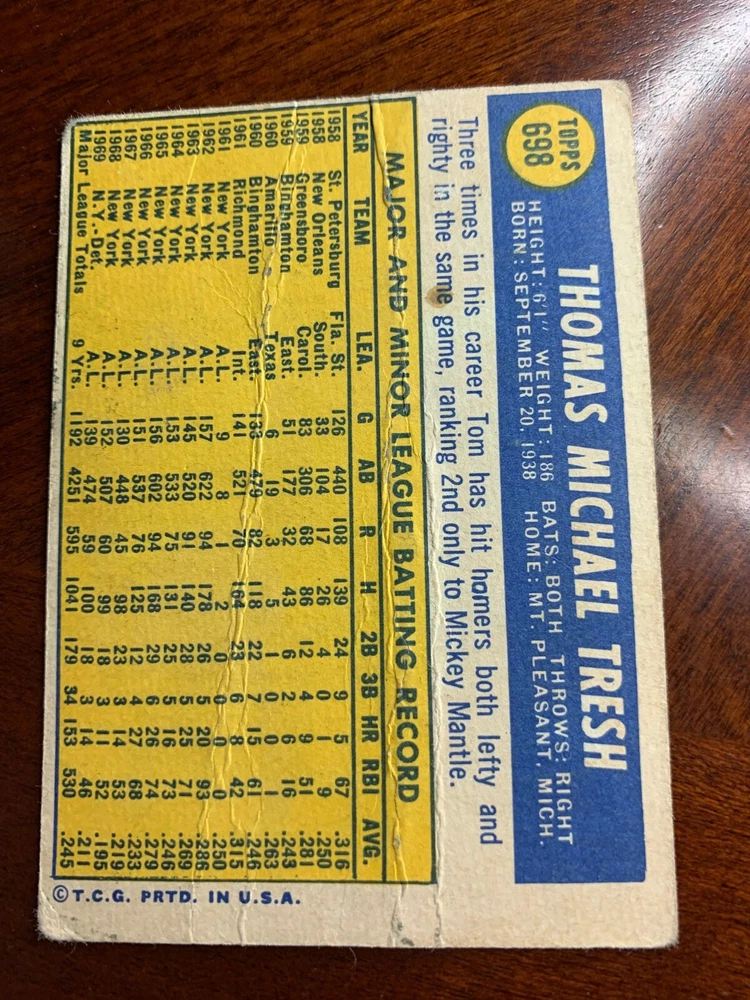 TOPPS
698
THOMAS MICHAEL TRESH
HEIGHT: 6'1" WEIGHT: 186 BATS: BOTH THROWS: RIGHT
BORN: SEPTEMBER 20, 1938 HOME: MT. PLEASANT, MICH.
Three times in his career Tom has hit homers both lefty and
righty in the same game, ranking 2nd only to Mickey Mantle.
MAJOR AND MINOR LEAGUE BATTING RECORD
YEAR TEAM LEA. G AB R H 2B 3B HR RBI AVG.
1958 St. Petersburg Fla. St. 126 440 108 139 24 9 5 67 .316
1958 New Orleans South. 33 104 17 26 4 0 1 9 .250
1959 Greensboro Carol. 83 306 68 86 12 4 9 51 .281
1959 Binghamton East. 51 177 32 43 6 2 6 16 .243
1960 Amarillo Texas 6 19 3 5 1 0 0 1 .263
1960 Binghamton East. 133 479 82 118 22 7 15 61 .246
1961 Richmond Int. 141 521 70 164 23 6 8 42 .315
1961 New York A.L. 9 8 1 2 0 0 0 0 .250
1962 New York A.L. 157 622 94 178 26 5 20 93 .286
1963 New York A.L. 145 520 91 140 28 5 25 71 .269
1964 New York A.L. 153 533 75 131 25 5 16 73 .246
1965 New York A.L. 156 602 94 168 29 6 26 74 .279
1966 New York A.L. 151 537 76 125 12 4 27 68 .233
1967 New York A.L. 130 448 45 98 23 3 14 53 .219
1968 New York A.L. 152 507 60 99 18 3 11 52 .195
1969 N.Y.-Det. A.L. 139 474 59 100 18 3 14 46 .211
Major League Totals 9 Yrs. 1192 4251 595 1041 179 34 153 530 .245
© T.C.G. PRTD. IN U.S.A.